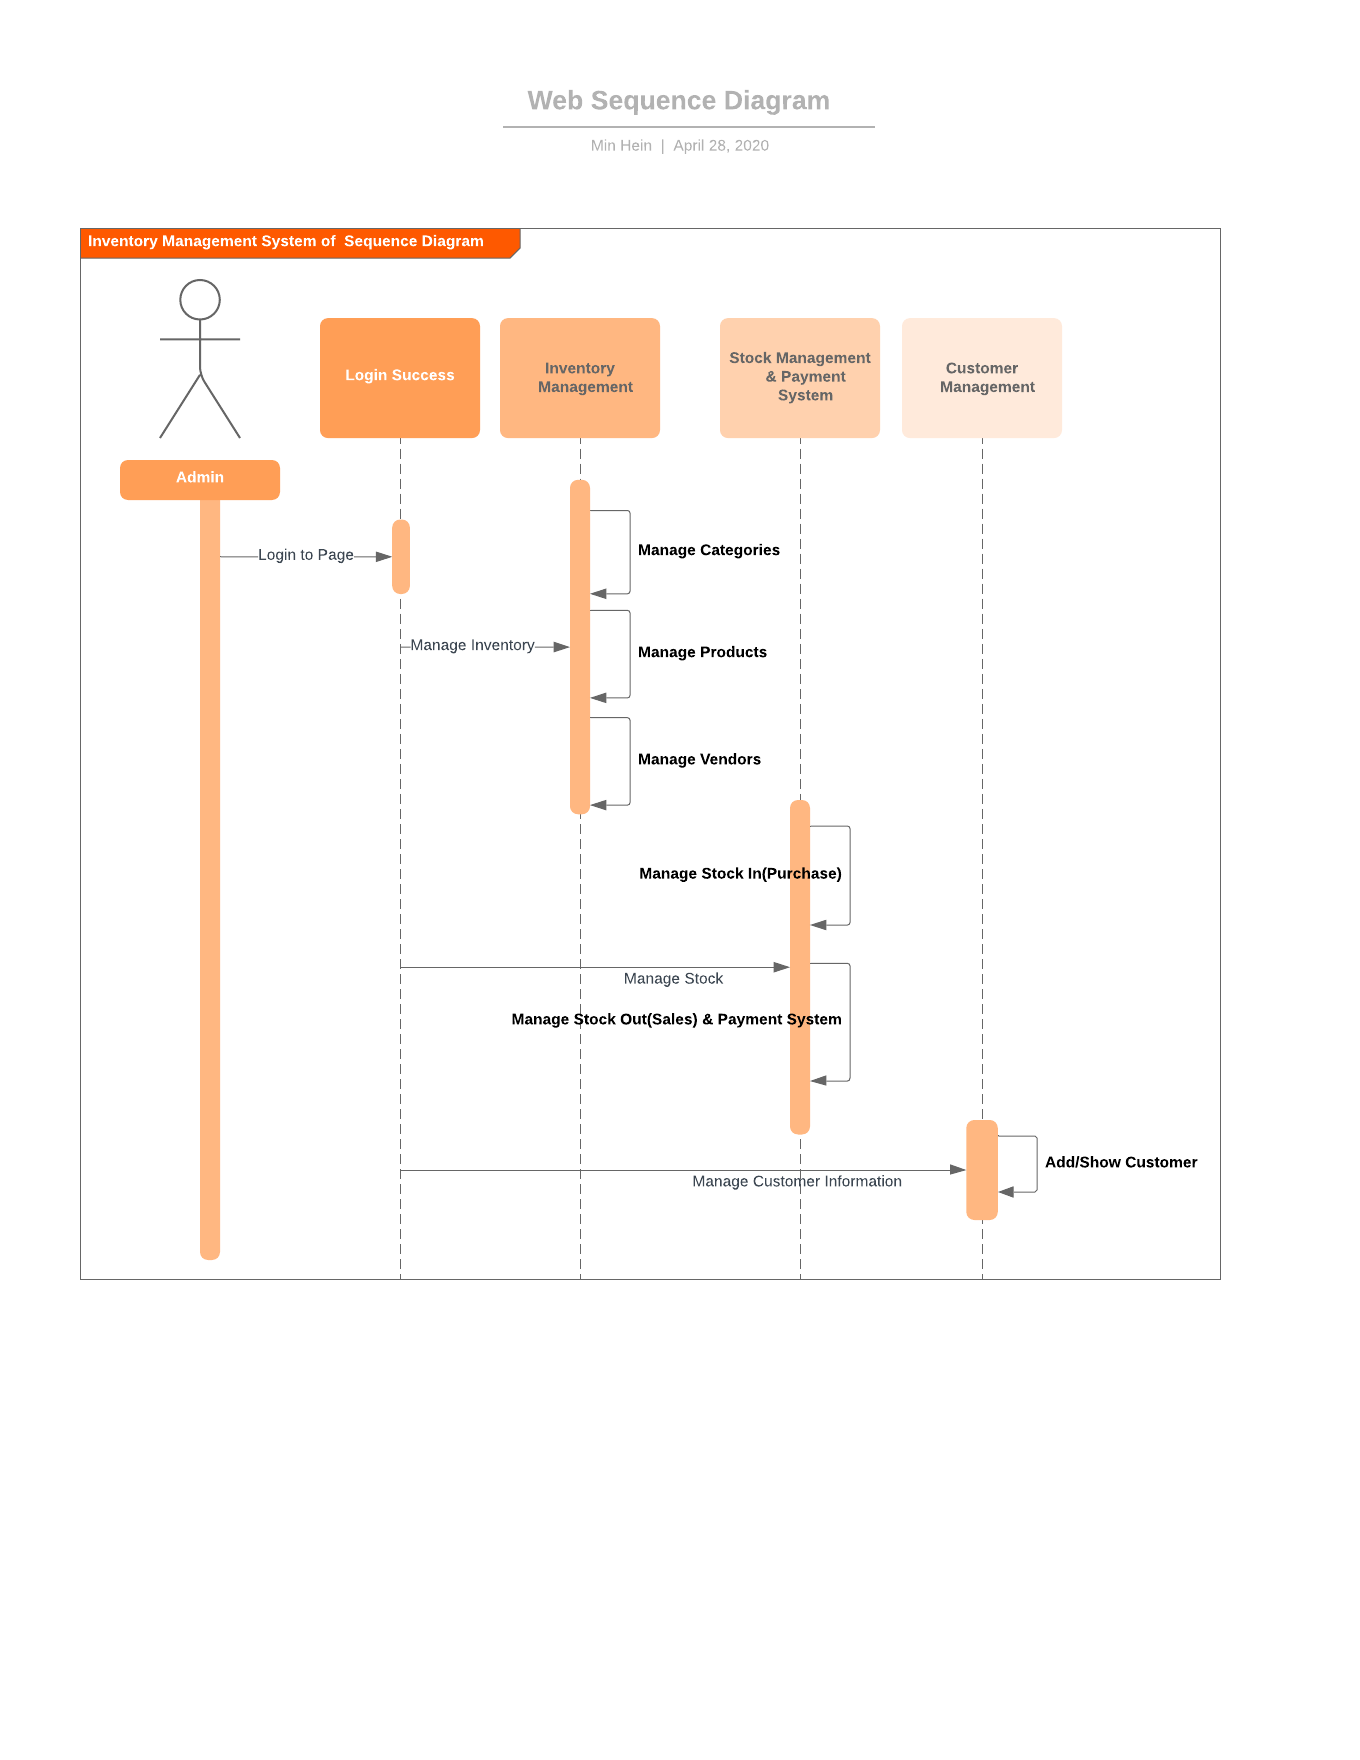 Web Sequence Diagram
Min Hein | April 28, 2020
Inventory Management System of Sequence Diagram
Login Success
Inventory
Management
Stock Management
& Payment
System
Customer
Management
Admin
Login to Page
Manage Categories
Manage Inventory
Manage Products
Manage Vendors
Manage Stock In(Purchase)
Manage Stock
Manage Stock Out(Sales) & Payment System
Add/Show Customer
Manage Customer Information